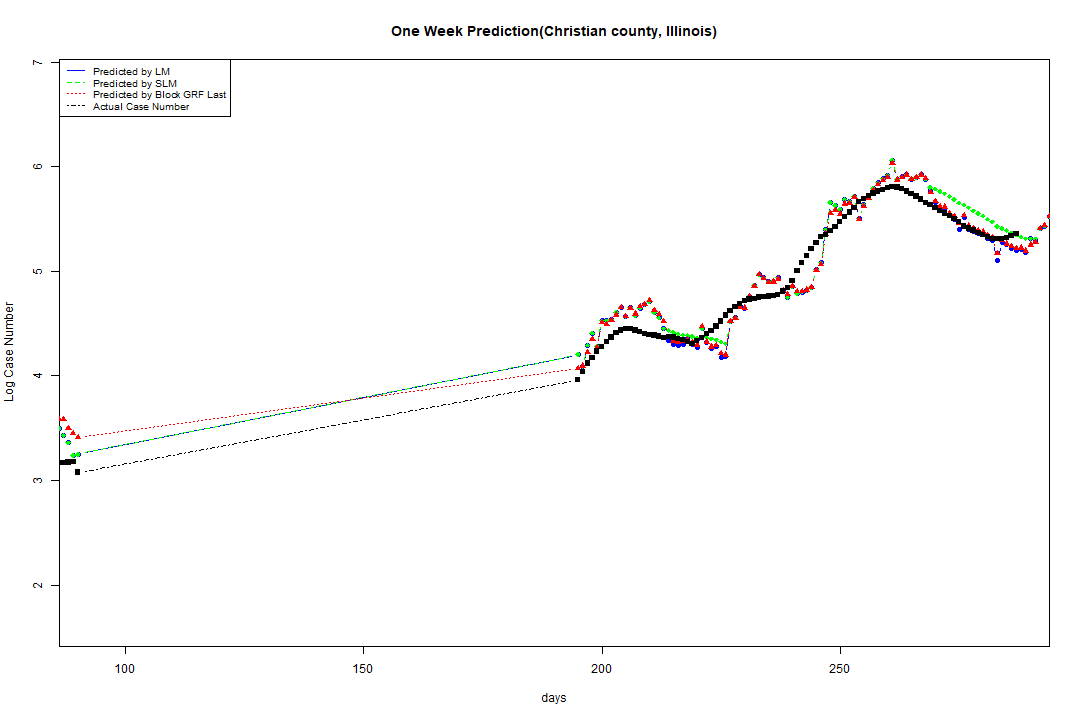 One Week Prediction(Christian county, Illinois)
Predicted by LM
Predicted by SLM
Predicted by Block GRF Last
Actual Case Number
7
6
5
4
3
2
Log Case Number
100
150
200
250
days